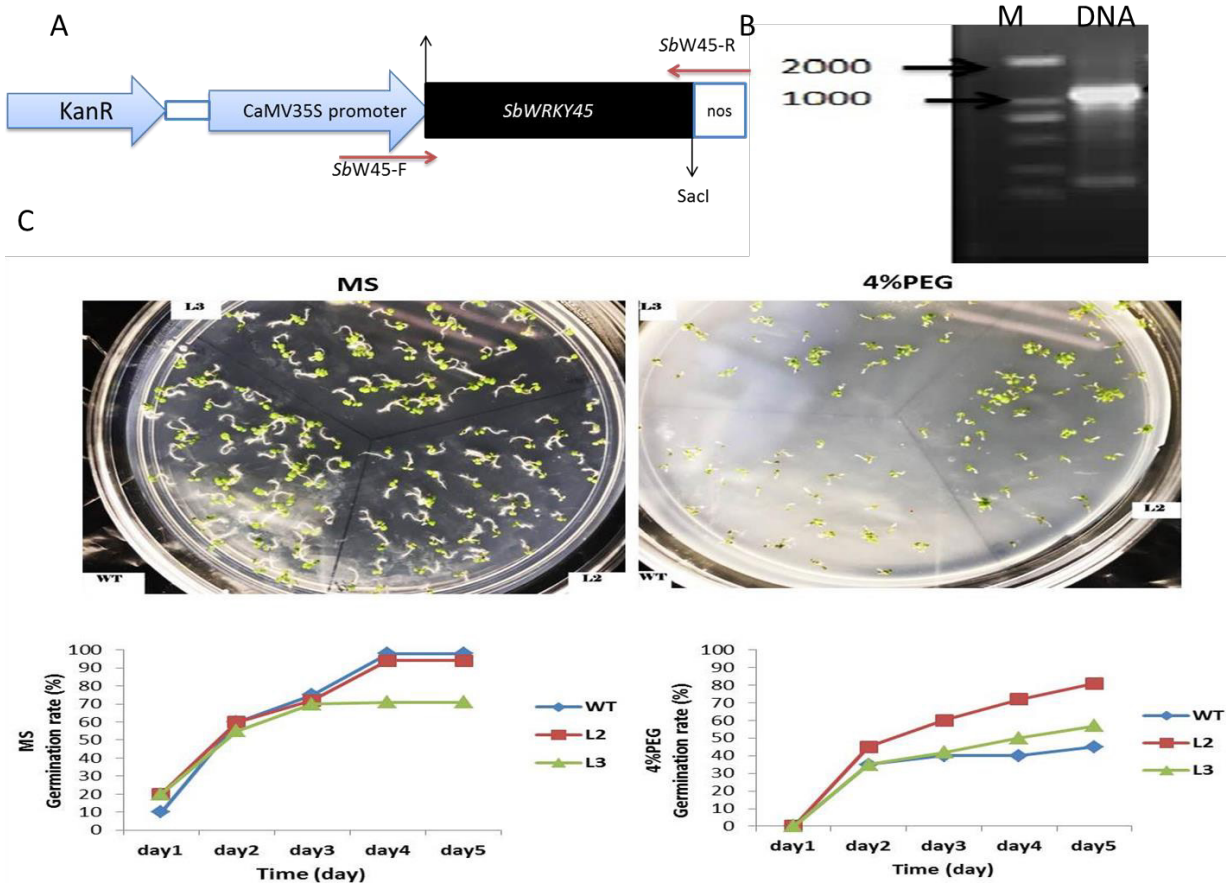 A
KanR
CaMV35S promoter
SbWRKY45
nos
SbW45-R
SbW45-F
SacI
B
M DNA
2000
1000
C
MS
L3
WT
L2
4%PEG
L3
WT
L2
MS
Germination rate (%)
100
90
80
70
60
50
40
30
20
10
0
day1 day2 day3 day4 day5
Time (day)
WT
L2
L3
4%PEG
Germination rate (%)
100
90
80
70
60
50
40
30
20
10
0
day1 day2 day3 day4 day5
Time (day)
WT
L2
L3